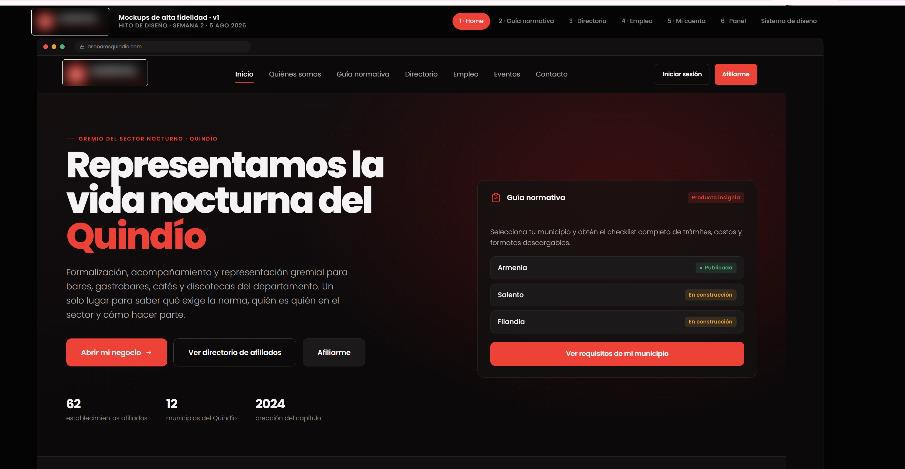 Mockups de alta fidelidad · v1
HITO DE DISEÑO · SEMANA 2 · 5 AGO 2026
1 · Home
2 · Guía normativa
3 · Directorio
4 · Empleo
5 · Mi cuenta
6 · Panel
Sistema de diseño
Inicio
Quiénes somos
Guía normativa
Directorio
Empleo
Eventos
Contacto
Iniciar sesión
Afiliarme
GREMIO DEL SECTOR NOCTURNO · QUINDÍO
Representamos la
vida nocturna del
Quindío
Formalización, acompañamiento y representación gremial para
bares, gastrobares, cafés y discotecas del departamento. Un
solo lugar para saber qué exige la norma, quién es quién en el
sector y cómo hacer parte.
Abrir mi negocio →
Ver directorio de afiliados
Afiliarme
62
establecimientos afiliados
12
municipios del Quindío
2024
creación del capítulo
Guía normativa
Producto insignia
Selecciona tu municipio y obtén el checklist completo de trámites, costos y
formatos descargables.
Armenia
Publicada
Salento
En construcción
Filandia
En construcción
Ver requisitos de mi municipio